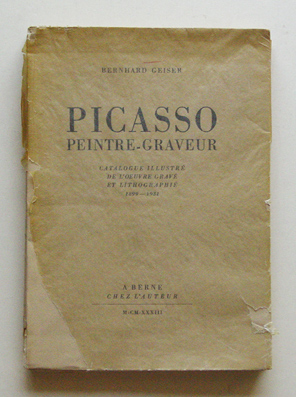 BERNHARD GEISER
PICASSO
PEINTRE-GRAVEUR
CATALOGUE ILLUSTRÉ
DE L'ŒUVRE GRAVÉ
ET LITHOGRAPHIÉ
1899—1931
A BERNE
CHEZ L'AUTEUR
M·CM·XXXIII